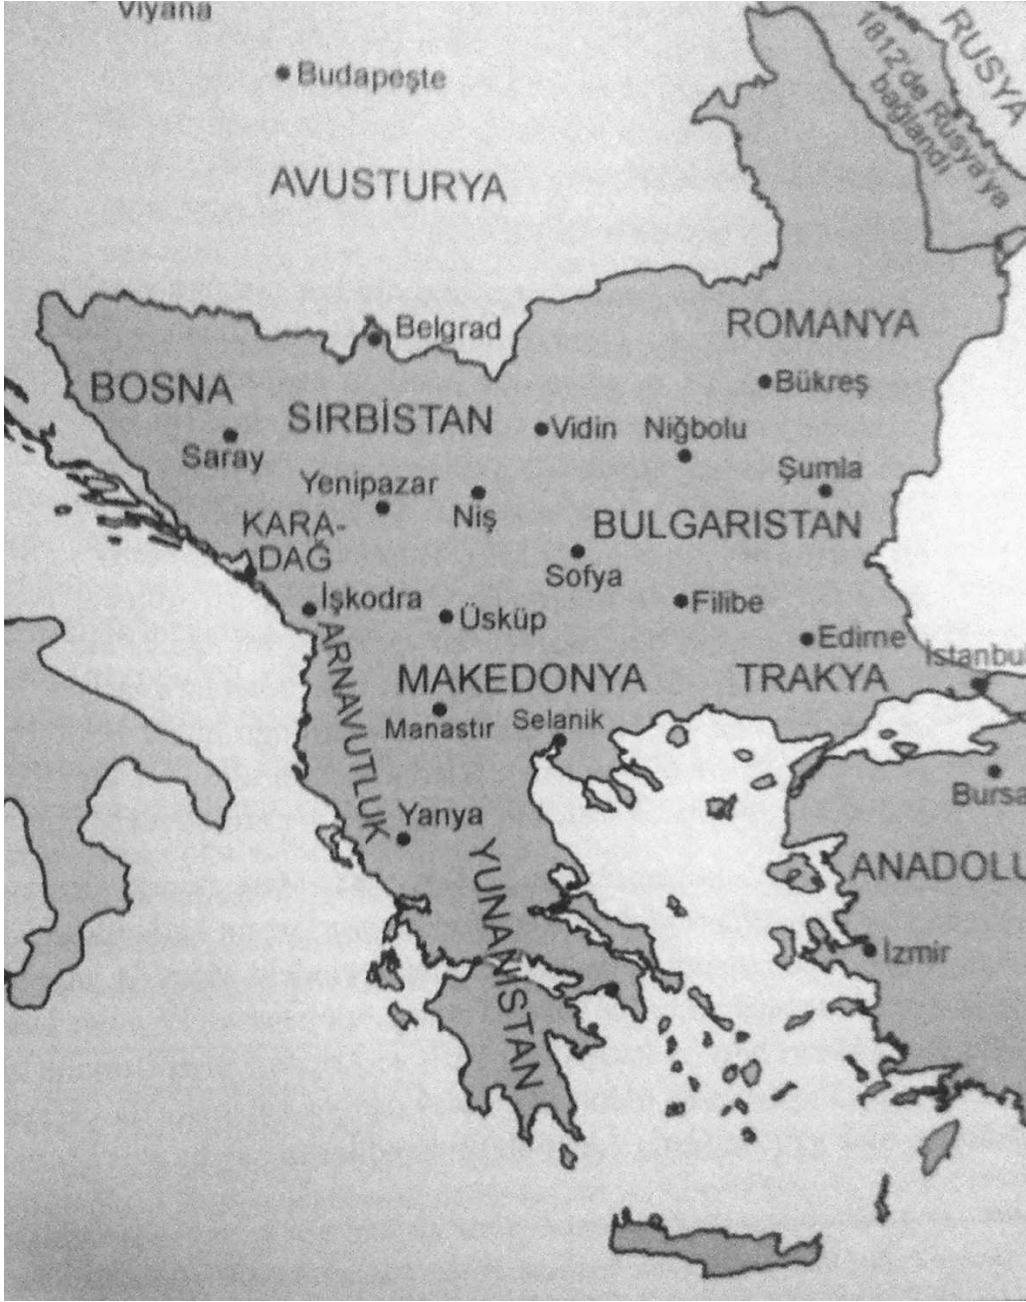 Viyana
Budapeşte
AVUSTURYA
RUSYA
1812'de Rusya'ya
bağlandı
ROMANYA
Belgrad
BOSNA
SIRBİSTAN
Bükreş
Vidin
Niğbolu
Saray
Şumla
Yenipazar
Niş
KARA-
DAĞ
BULGARISTAN
Sofya
İşkodra
Üsküp
Filibe
Edirne
İstanbul
ARNAVUTLUK
MAKEDONYA
TRAKYA
Manastır
Selanik
Bursa
Yanya
YUNANİSTAN
ANADOLU
İzmir